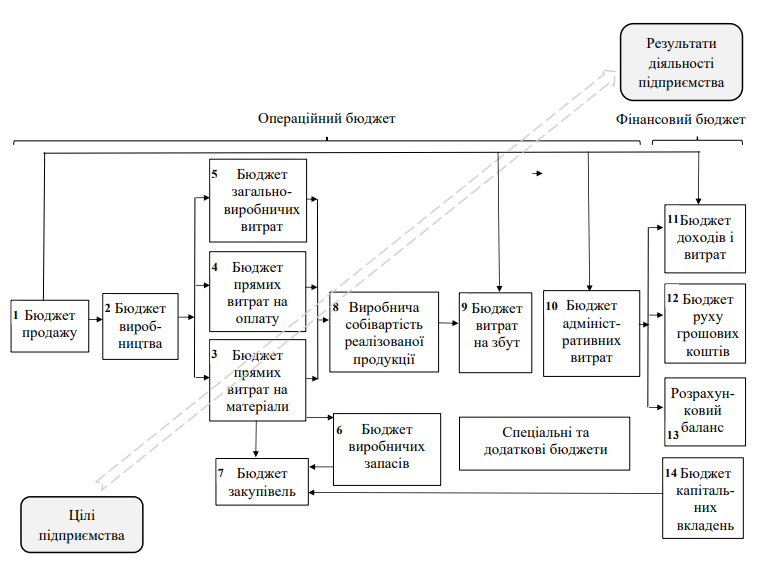 Результати
діяльності
підприємства
Операційний бюджет
Фінансовий бюджет
5 Бюджет
загально-
виробничих
витрат
4 Бюджет
прямих
витрат на
оплату
3 Бюджет
прямих
витрат на
матеріали
1 Бюджет
продажу
2 Бюджет
вироб-
ництва
8 Виробнича
собівартість
реалізованої
продукції
9 Бюджет
витрат
на збут
10 Бюджет
адмініст-
ративних
витрат
11 Бюджет
доходів і
витрат
12 Бюджет
руху
грошових
коштів
Розрахун-
ковий
13 баланс
6 Бюджет
виробничих
запасів
Спеціальні та
додаткові бюджети
7 Бюджет
закупівель
14 Бюджет
капіталь-
них
вкладень
Цілі
підприємства